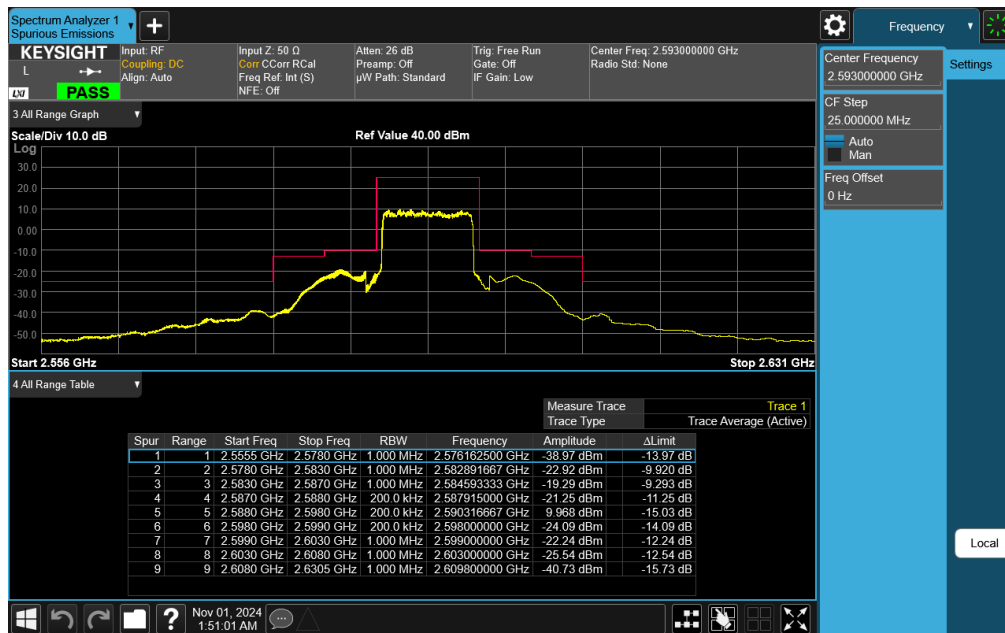 Spectrum Analyzer 1
Spurious Emissions
Frequency
KEYSIGHT
L
LXI
PASS
Input: RF
Coupling: DC
Align: Auto
Input Z: 50 Ω
Corr CCorr RCal
Freq Ref: Int (S)
NFE: Off
Atten: 26 dB
Preamp: Off
µW Path: Standard
Trig: Free Run
Gate: Off
IF Gain: Low
Center Freq: 2.593000000 GHz
Radio Std: None
Center Frequency
2.593000000 GHz
Settings
CF Step
25.000000 MHz
Auto
Man
Freq Offset
0 Hz
Local
3 All Range Graph
Scale/Div 10.0 dB Ref Value 40.00 dBm
Log
30.0
20.0
10.0
0.00
-10.0
-20.0
-30.0
-40.0
-50.0
Start 2.556 GHz Stop 2.631 GHz
4 All Range Table
Measure Trace Trace 1
Trace Type Trace Average (Active)
Spur Range Start Freq Stop Freq RBW Frequency Amplitude ΔLimit
1 1 2.5555 GHz 2.5780 GHz 1.000 MHz 2.576162500 GHz -38.97 dBm -13.97 dB
2 2 2.5780 GHz 2.5830 GHz 1.000 MHz 2.582891667 GHz -22.92 dBm -9.920 dB
3 3 2.5830 GHz 2.5870 GHz 1.000 MHz 2.584593333 GHz -19.29 dBm -9.293 dB
4 4 2.5870 GHz 2.5880 GHz 200.0 kHz 2.587915000 GHz -21.25 dBm -11.25 dB
5 5 2.5880 GHz 2.5980 GHz 200.0 kHz 2.590316667 GHz 9.968 dBm -15.03 dB
6 6 2.5980 GHz 2.5990 GHz 200.0 kHz 2.598000000 GHz -24.09 dBm -14.09 dB
7 7 2.5990 GHz 2.6030 GHz 1.000 MHz 2.599000000 GHz -22.24 dBm -12.24 dB
8 8 2.6030 GHz 2.6080 GHz 1.000 MHz 2.603000000 GHz -25.54 dBm -12.54 dB
9 9 2.6080 GHz 2.6305 GHz 1.000 MHz 2.609800000 GHz -40.73 dBm -15.73 dB
Nov 01, 2024
1:51:01 AM